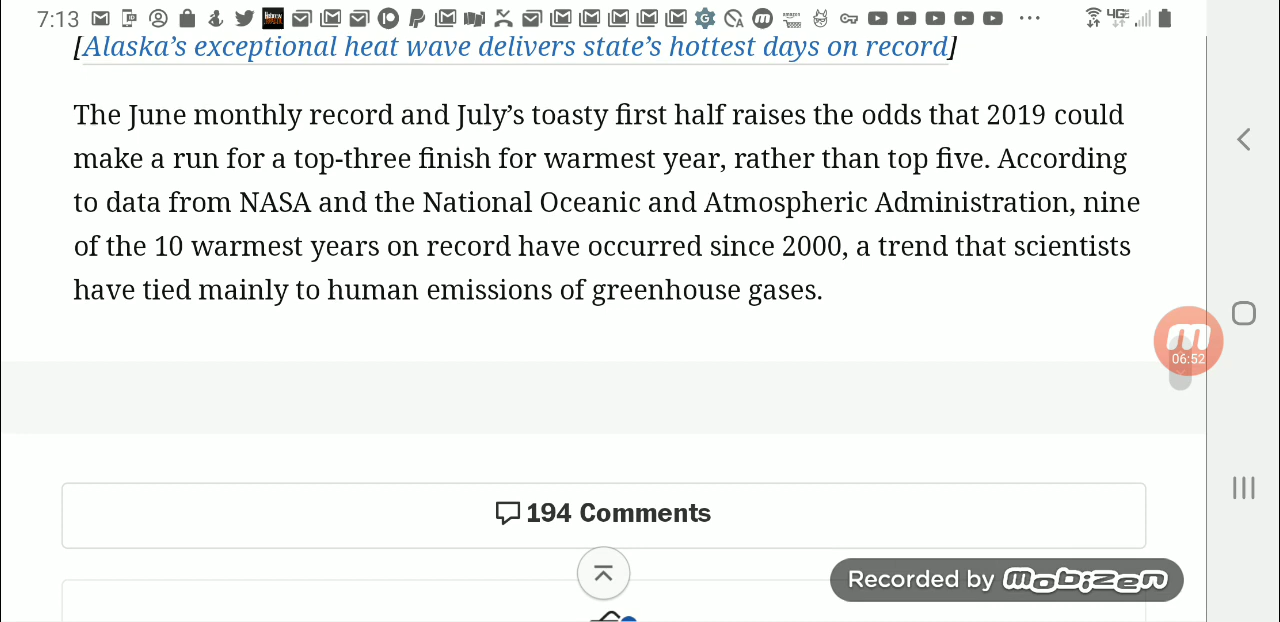 7:13
4GE
[Alaska’s exceptional heat wave delivers state’s hottest days on record]
The June monthly record and July’s toasty first half raises the odds that 2019 could
make a run for a top-three finish for warmest year, rather than top five. According
to data from NASA and the National Oceanic and Atmospheric Administration, nine
of the 10 warmest years on record have occurred since 2000, a trend that scientists
have tied mainly to human emissions of greenhouse gases.
06:52
194 Comments
Recorded by mobizen